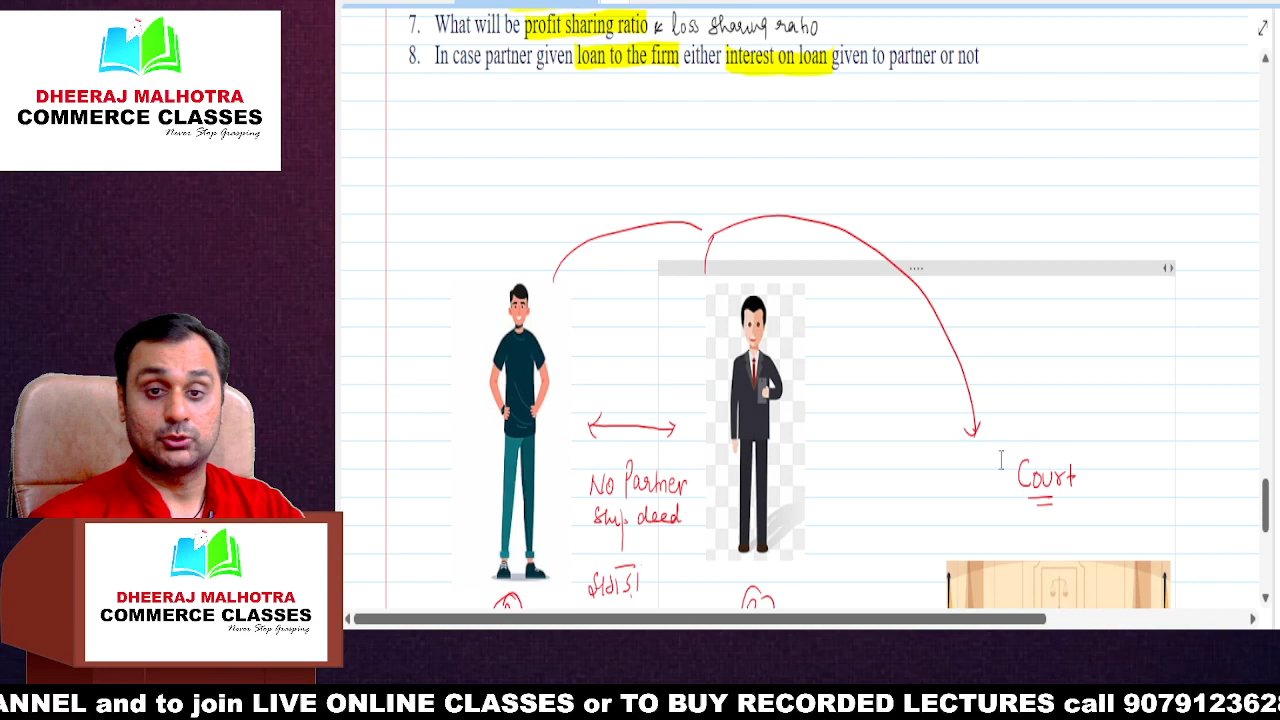 7. What will be profit sharing ratio & loss sharing ratio
8. In case partner given loan to the firm either interest on loan given to partner or not
DHEERAJ MALHOTRA
COMMERCE CLASSES
Never Stop Grasping
No Partner
ship deed
Court
DHEERAJ MALHOTRA
COMMERCE CLASSES
Never Stop Grasping
ANNEL and to join LIVE ONLINE CLASSES or TO BUY RECORDED LECTURES call 9079123626